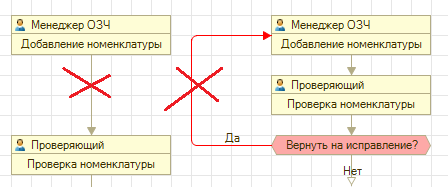 Менеджер ОЗЧ
Добавление номенклатуры
Проверяющий
Проверка номенклатуры
Менеджер ОЗЧ
Добавление номенклатуры
Проверяющий
Проверка номенклатуры
Да
Вернуть на исправление?
Нет